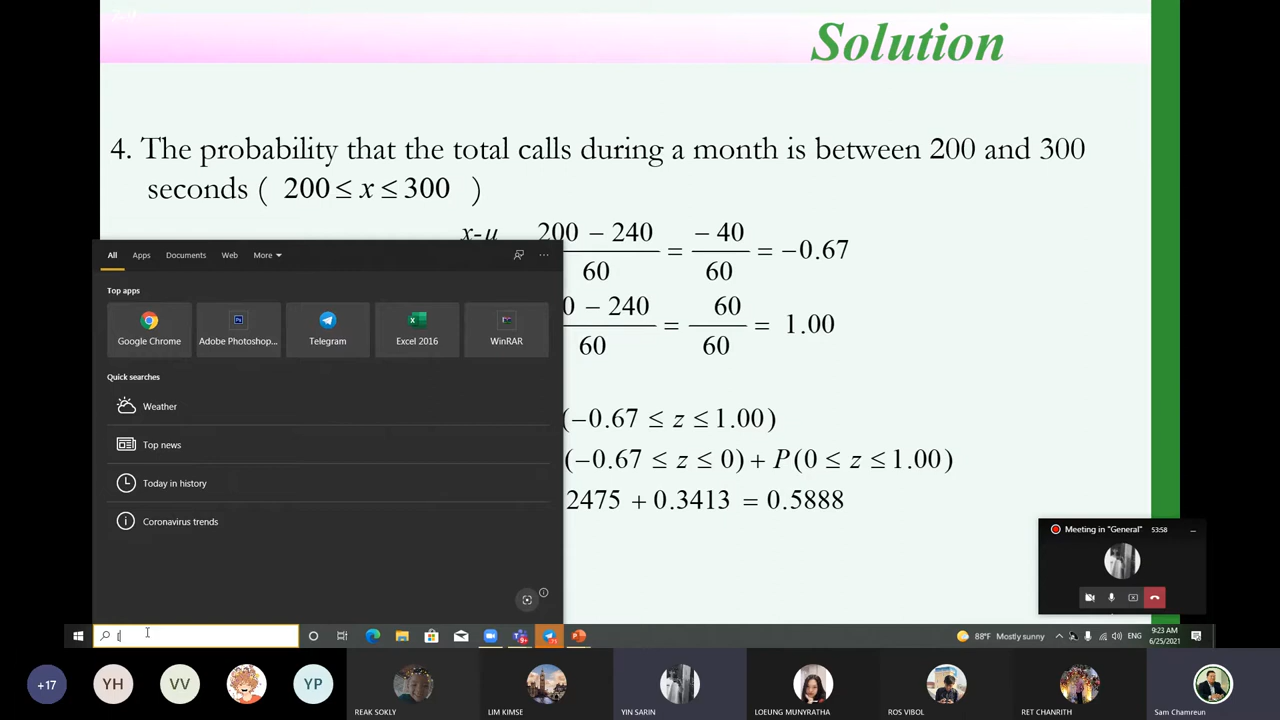 Solution
4. The probability that the total calls during a month is between 200 and 300
seconds ( 200 ≤ x ≤ 300 )
x-u 200 − 240 = − 40 = −0.67
60 60
0 − 240 = 60 = 1.00
60 60
(−0.67 ≤ z ≤ 1.00)
(−0.67 ≤ z ≤ 0) + P(0 ≤ z ≤ 1.00)
2475 + 0.3413 = 0.5888
All Apps Documents Web More
Top apps
Google Chrome Adobe Photoshop... Telegram Excel 2016 WinRAR
Quick searches
Weather
Top news
Today in history
Coronavirus trends
Meeting in "General" 53:58
88°F Mostly sunny ENG 9:23 AM
6/25/2021
+17 YH VV YP
REAK SOKLY LIM KIMSE YIN SARIN LOEUNG MUNYRATHA ROS VIBOL RET CHANRITH Sam Chamreun